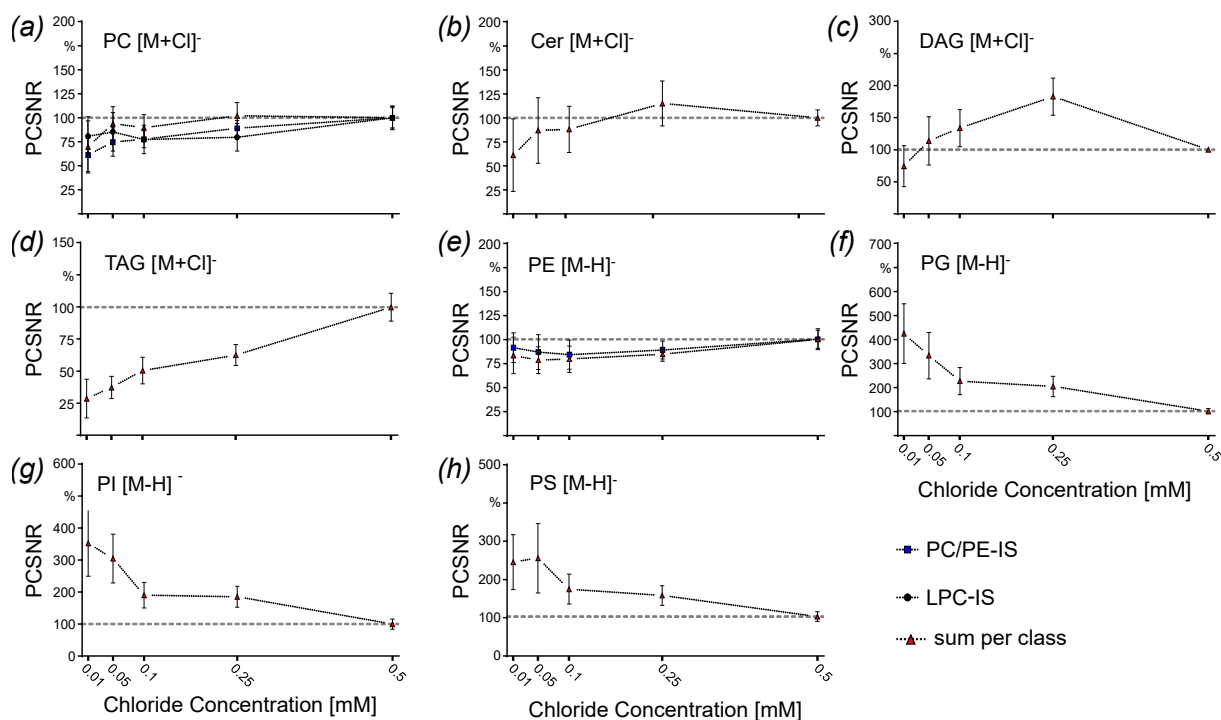 (a)
PC [M+Cl]-
PCSNR
200
%
150
125
100
75
50
25
(b)
Cer [M+Cl]-
PCSNR
200
%
150
125
100
75
50
25
(c)
DAG [M+Cl]-
PCSNR
300
%
200
150
100
50
(d)
TAG [M+Cl]-
PCSNR
150
%
100
75
50
25
(e)
PE [M-H]-
PCSNR
200
%
150
125
100
75
50
25
(f)
PG [M-H]-
PCSNR
700
%
600
500
400
300
200
100
0.01
0.05
0.1
0.25
0.5
Chloride Concentration [mM]
(g)
PI [M-H] -
PCSNR
600
%
400
300
200
100
0
0.01
0.05
0.1
0.25
0.5
Chloride Concentration [mM]
(h)
PS [M-H]-
PCSNR
500
%
300
200
100
0
0.01
0.05
0.1
0.25
0.5
Chloride Concentration [mM]
PC/PE-IS
LPC-IS
sum per class